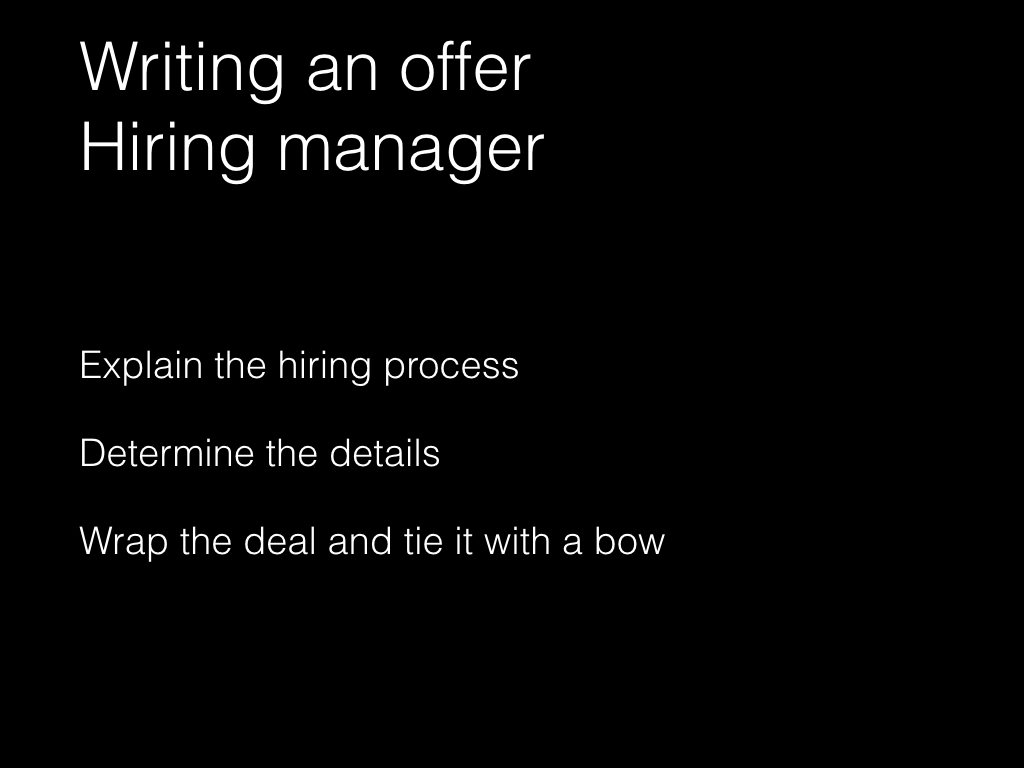 Writing an offer
Hiring manager
Explain the hiring process
Determine the details
Wrap the deal and tie it with a bow